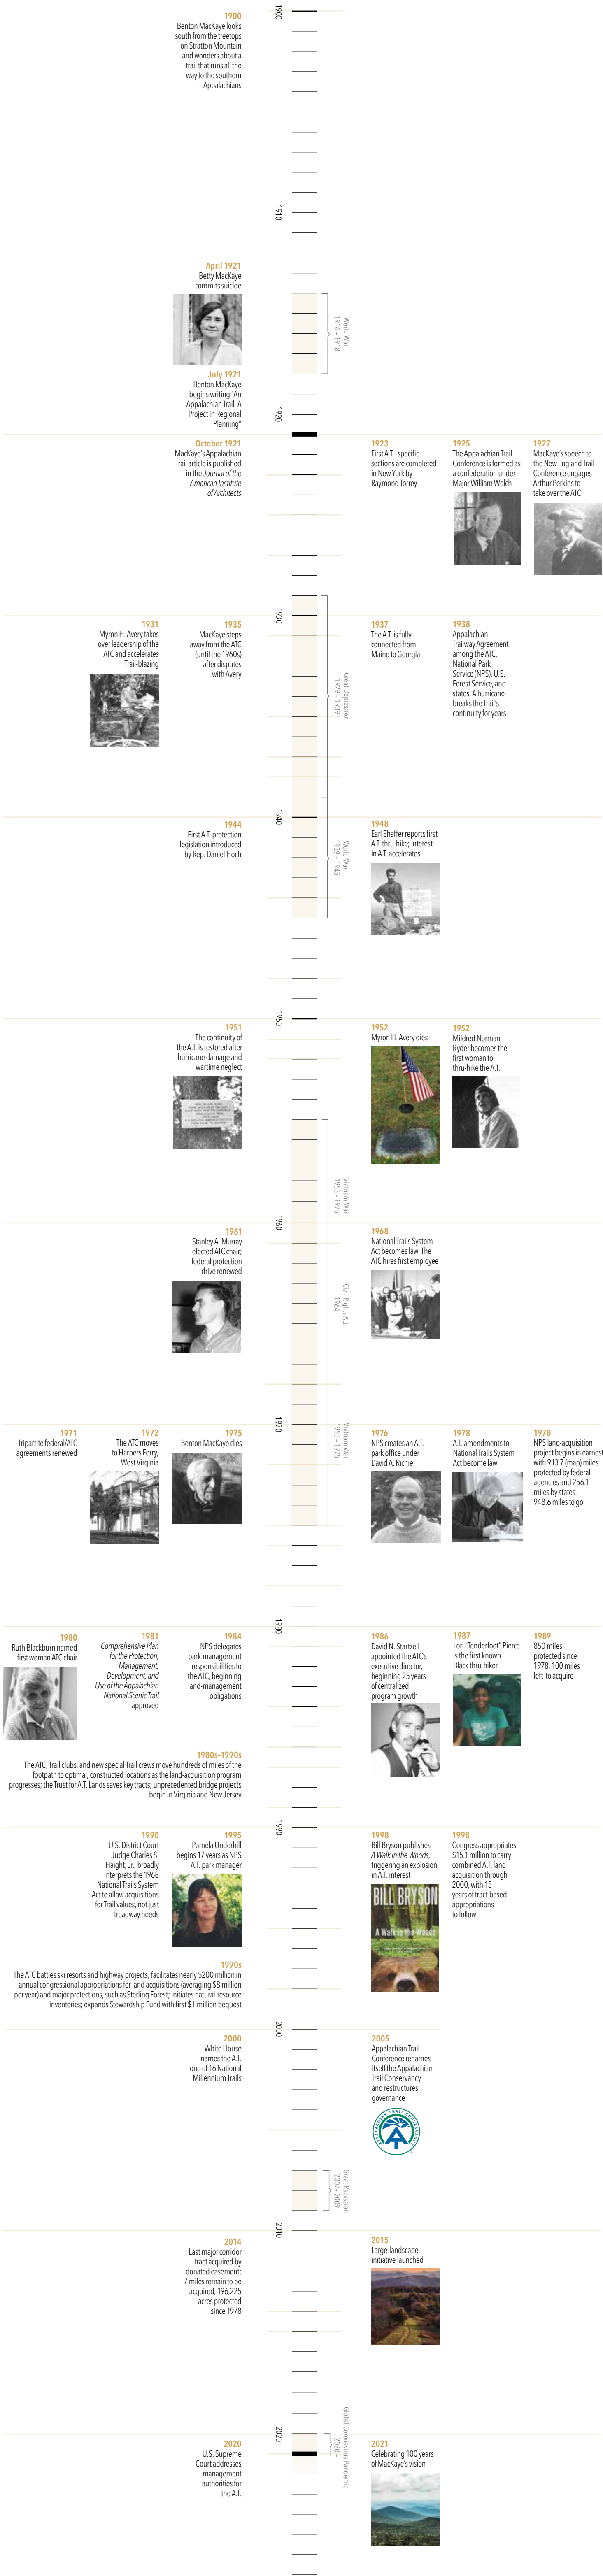 1900
1900
Benton MacKaye looks
south from the treetops
on Stratton Mountain
and wonders about a
trail that runs all the
way to the southern
Appalachians
1910
April 1921
Betty MacKaye
commits suicide
World War I
1914 - 1918
July 1921
Benton MacKaye
begins writing "An
Appalachian Trail: A
Project in Regional
Planning"
1920
October 1921
MacKaye's Appalachian
Trail article is published
in the Journal of the
American Institute
of Architects
1923
First A.T. -specific
sections are completed
in New York by
Raymond Torrey
1925
The Appalachian Trail
Conference is formed as
a confederation under
Major William Welch
1927
MacKaye's speech to
the New England Trail
Conference engages
Arthur Perkins to
take over the ATC
1930
1931
Myron H. Avery takes
over leadership of the
ATC and accelerates
Trail-blazing
1935
MacKaye steps
away from the ATC
(until the 1960s)
after disputes
with Avery
Great Depression
1929 - 1939
1937
The A.T. is fully
connected from
Maine to Georgia
1938
Appalachian
Trailway Agreement
among the ATC,
National Park
Service (NPS), U.S.
Forest Service, and
states. A hurricane
breaks the Trail's
continuity for years
1940
1944
First A.T. protection
legislation introduced
by Rep. Daniel Hoch
World War II
1939 - 1945
1948
Earl Shaffer reports first
A.T. thru-hike; interest
in A.T. accelerates
1950
1951
The continuity of
the A.T. is restored after
hurricane damage and
wartime neglect
1952
Myron H. Avery dies
1952
Mildred Norman
Ryder becomes the
first woman to
thru-hike the A.T.
Vietnam War
1955 - 1975
1960
1961
Stanley A. Murray
elected ATC chair;
federal protection
drive renewed
Civil Rights Act
1964
1968
National Trails System
Act becomes law. The
ATC hires first employee
1970
1971
Tripartite federal/ATC
agreements renewed
1972
The ATC moves
to Harpers Ferry,
West Virginia
1975
Benton MacKaye dies
Vietnam War
1955 - 1975
1976
NPS creates an A.T.
park office under
David A. Richie
1978
A.T. amendments to
National Trails System
Act become law
1978
NPS land-acquisition
project begins in earnest
with 913.7 (map) miles
protected by federal
agencies and 256.1
miles by states.
948.6 miles to go
1980
1980
Ruth Blackburn named
first woman ATC chair
1981
Comprehensive Plan
for the Protection,
Management,
Development, and
Use of the Appalachian
National Scenic Trail
approved
1984
NPS delegates
park-management
responsibilities to
the ATC, beginning
land-management
obligations
1986
David N. Startzell
appointed the ATC's
executive director,
beginning 25 years
of centralized
program growth
1987
Lori "Tenderfoot" Pierce
is the first known
Black thru-hiker
1989
850 miles
protected since
1978, 100 miles
left to acquire
1980s–1990s
The ATC, Trail clubs, and new special Trail crews move hundreds of miles of the
footpath to optimal, constructed locations as the land-acquisition program
progresses; the Trust for A.T. Lands saves key tracts; unprecedented bridge projects
begin in Virginia and New Jersey
1990
1990
U.S. District Court
Judge Charles S.
Haight, Jr., broadly
interprets the 1968
National Trails System
Act to allow acquisitions
for Trail values, not just
treadway needs
1995
Pamela Underhill
begins 17 years as NPS
A.T. park manager
1998
Bill Bryson publishes
A Walk in the Woods,
triggering an explosion
in A.T. interest
BILL BRYSON
A Walk in the Woods
1998
Congress appropriates
$15.1 million to carry
combined A.T. land
acquisition through
2000, with 15
years of tract-based
appropriations
to follow
1990s
The ATC battles ski resorts and highway projects; facilitates nearly $200 million in
annual congressional appropriations for land acquisitions (averaging $8 million
per year) and major protections, such as Sterling Forest; initiates natural-resource
inventories; expands Stewardship Fund with first $1-million bequest
2000
2000
White House
names the A.T.
one of 16 National
Millennium Trails
2005
Appalachian Trail
Conference renames
itself the Appalachian
Trail Conservancy
and restructures
governance
APPALACHIAN TRAIL CONSERVANCY
Great Recession
2007 - 2009
2010
2014
Last major corridor
tract acquired by
donated easement;
7 miles remain to be
acquired, 196,225
acres protected
since 1978
2015
Large-landscape
initiative launched
Global Coronavirus Pandemic
2020 -
2020
2020
U.S. Supreme
Court addresses
management
authorities for
the A.T.
2021
Celebrating 100 years
of MacKaye's vision